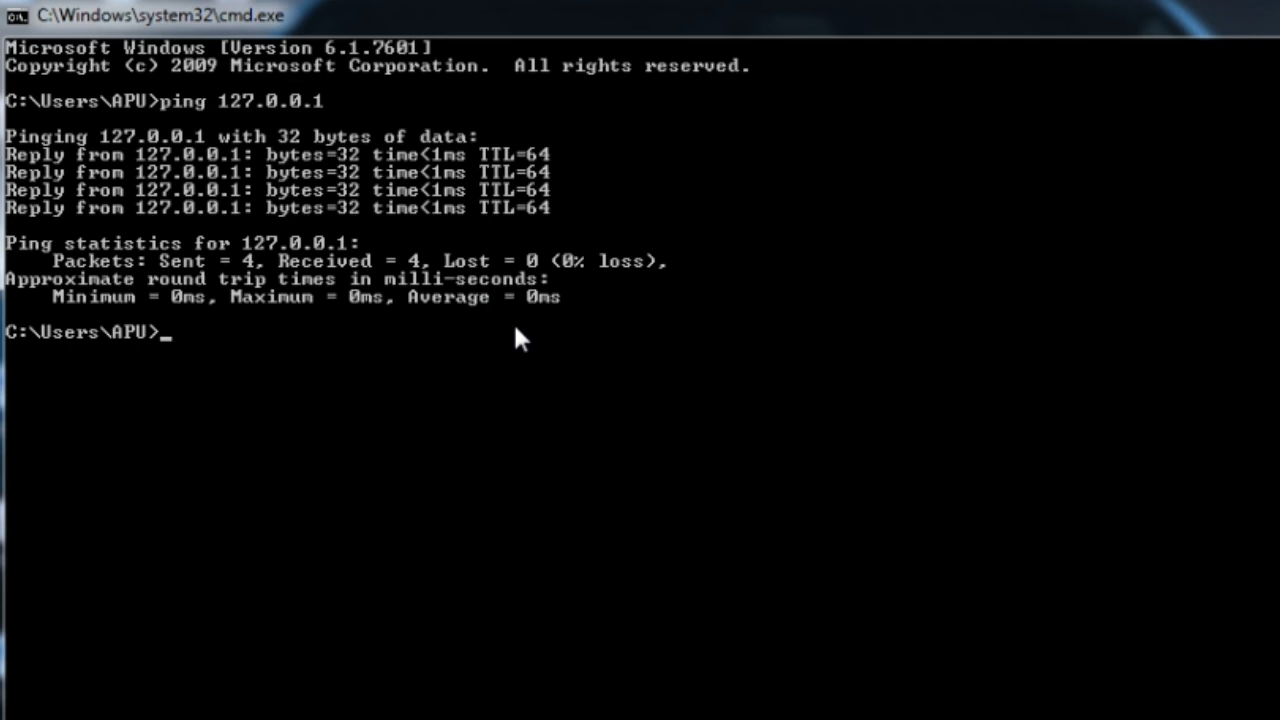 C:\Windows\system32\cmd.exe
Microsoft Windows [Version 6.1.7601]
Copyright (c) 2009 Microsoft Corporation.  All rights reserved.
C:\Users\APU>ping 127.0.0.1
Pinging 127.0.0.1 with 32 bytes of data:
Reply from 127.0.0.1: bytes=32 time<1ms TTL=64
Reply from 127.0.0.1: bytes=32 time<1ms TTL=64
Reply from 127.0.0.1: bytes=32 time<1ms TTL=64
Reply from 127.0.0.1: bytes=32 time<1ms TTL=64
Ping statistics for 127.0.0.1:
    Packets: Sent = 4, Received = 4, Lost = 0 (0% loss),
Approximate round trip times in milli-seconds:
    Minimum = 0ms, Maximum = 0ms, Average = 0ms
C:\Users\APU>_